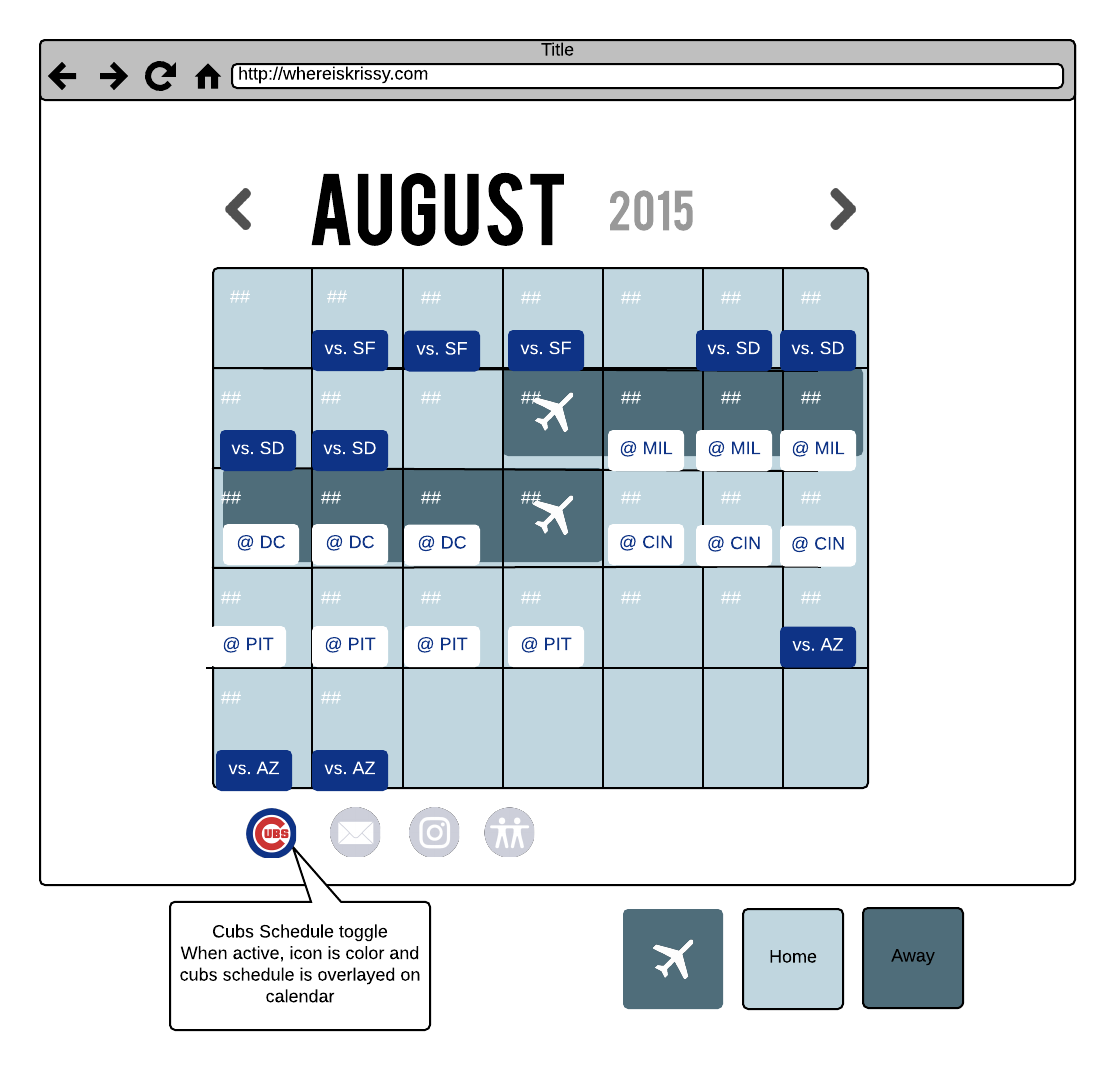 Title
http://whereiskrissy.com
AUGUST 2015
## ## ## ## ## ## ##
vs. SF vs. SF vs. SF vs. SD vs. SD
## ## ## ## ## ## ##
vs. SD vs. SD @ MIL @ MIL @ MIL
## ## ## ## ## ## ##
@ DC @ DC @ DC @ CIN @ CIN @ CIN
## ## ## ## ## ## ##
@ PIT @ PIT @ PIT @ PIT vs. AZ
## ##
vs. AZ vs. AZ
CUBS
Cubs Schedule toggle
When active, icon is color and
cubs schedule is overlayed on
calendar
Home
Away